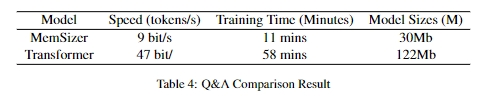 Model Speed (tokens/s) Training Time (Minutes) Model Sizes (M)
MemSizer 9 bit/s 11 mins 30Mb
Transformer 47 bit/ 58 mins 122Mb
Table 4: Q&A Comparison Result